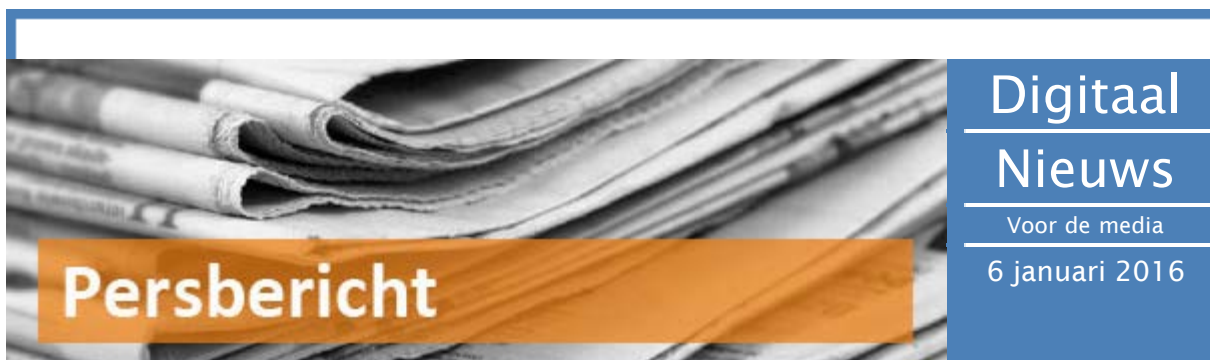 Persbericht
Digitaal
Nieuws
Voor de media
6 januari 2016